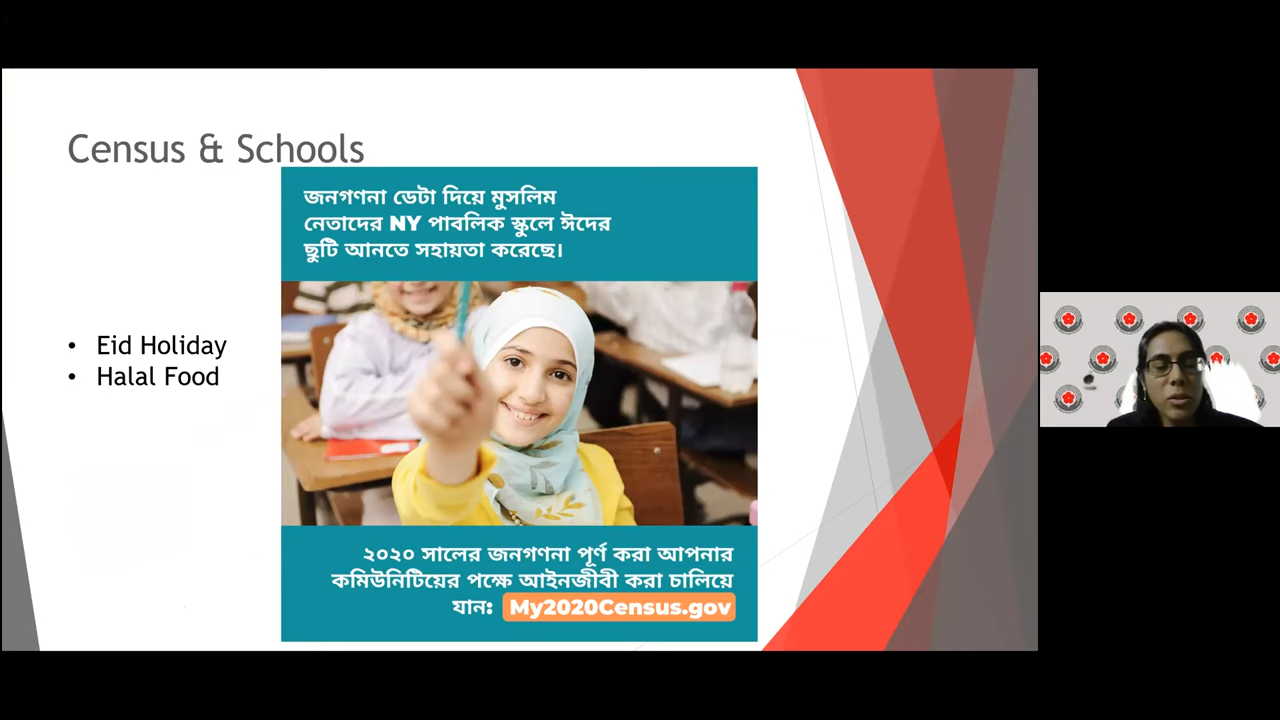 Census & Schools
জনগণনা ডেটা দিয়ে মুসলিম
নেতাদের NY পাবলিক স্কুলে ঈদের
ছুটি আনতে সহায়তা করেছে।
• Eid Holiday
• Halal Food
২০২০ সালের জনগণনা পূর্ণ করা আপনার
কমিউনিটিয়ের পক্ষে আইনজীবী করা চালিয়ে
যান: My2020Census.gov